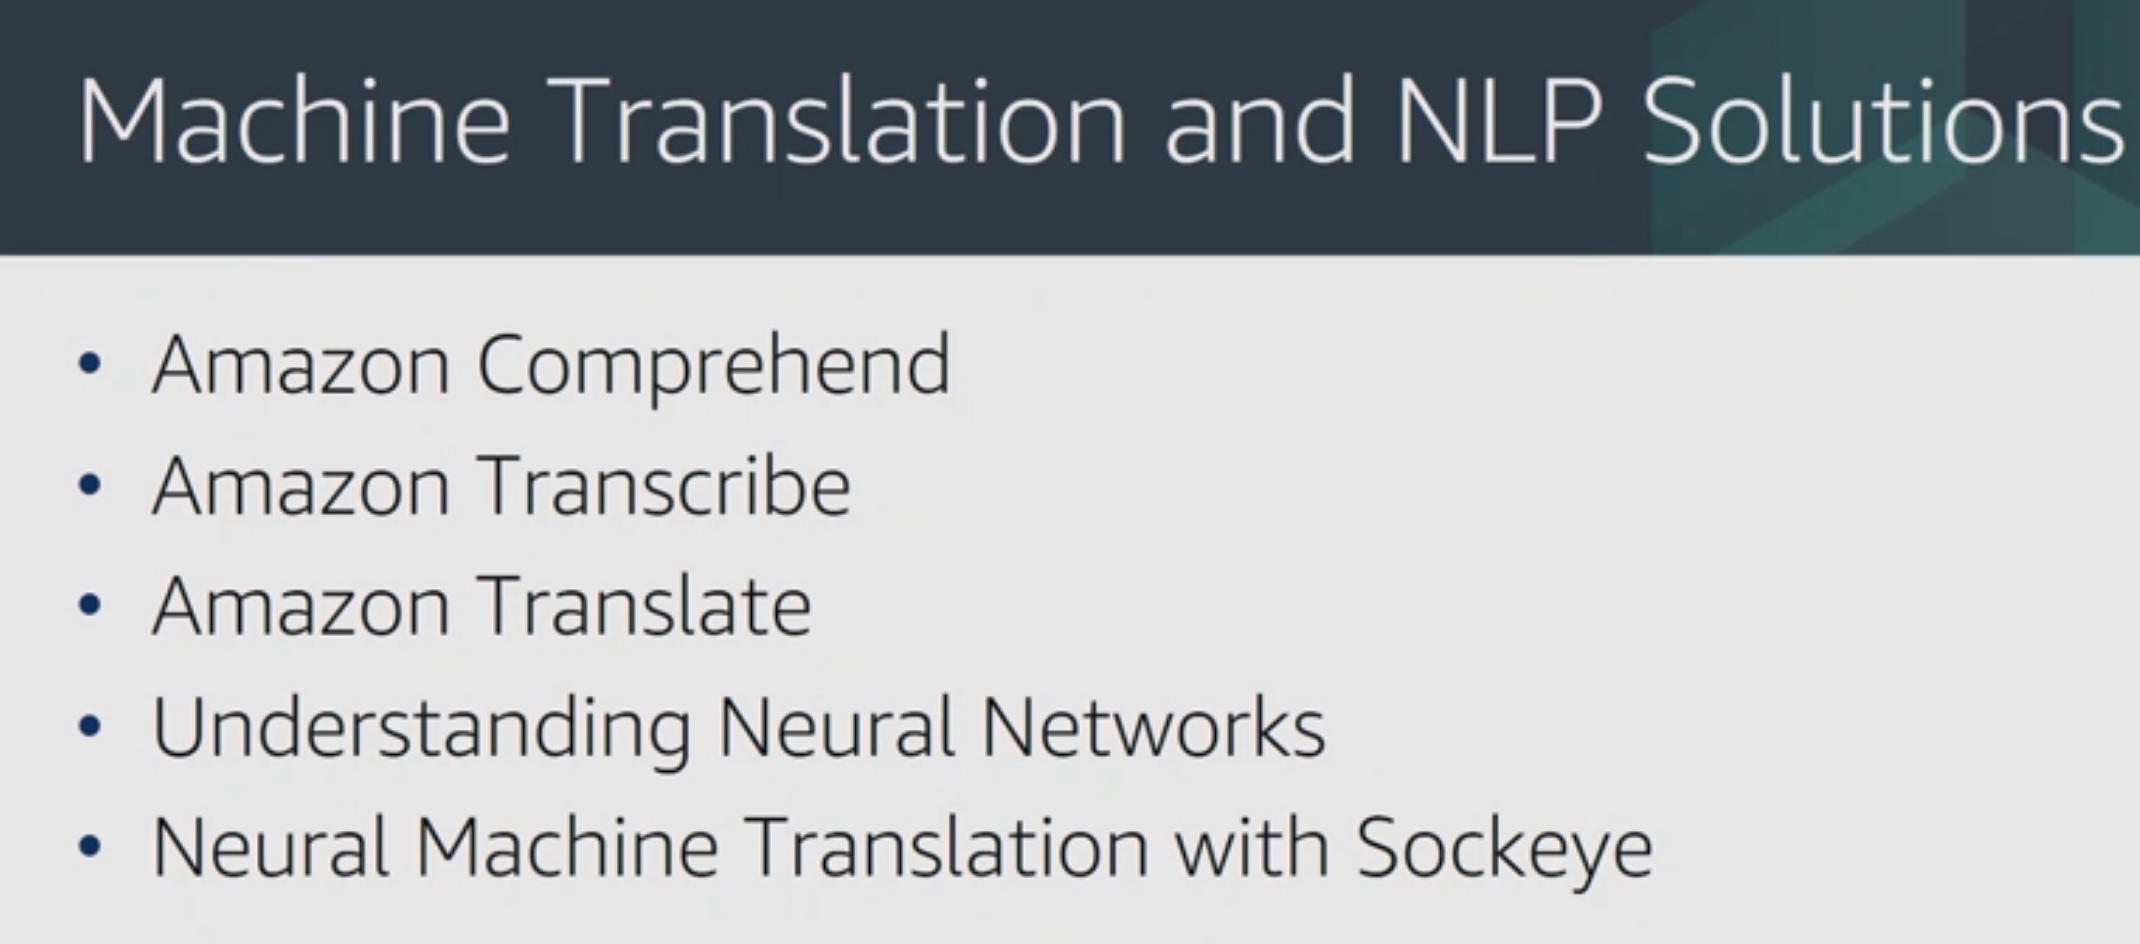 Machine Translation and NLP Solutions
• Amazon Comprehend
• Amazon Transcribe
• Amazon Translate
• Understanding Neural Networks
• Neural Machine Translation with Sockeye